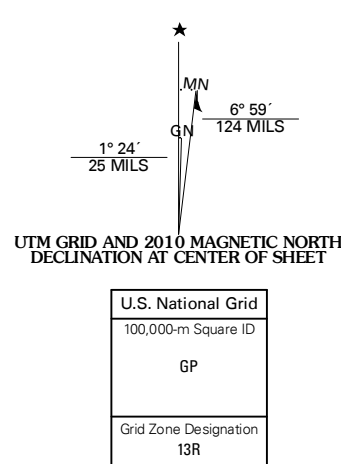 MN
6° 59´
124 MILS
GN
1° 24´
25 MILS
UTM GRID AND 2010 MAGNETIC NORTH
DECLINATION AT CENTER OF SHEET
U.S. National Grid
100,000-m Square ID
GP
Grid Zone Designation
13R